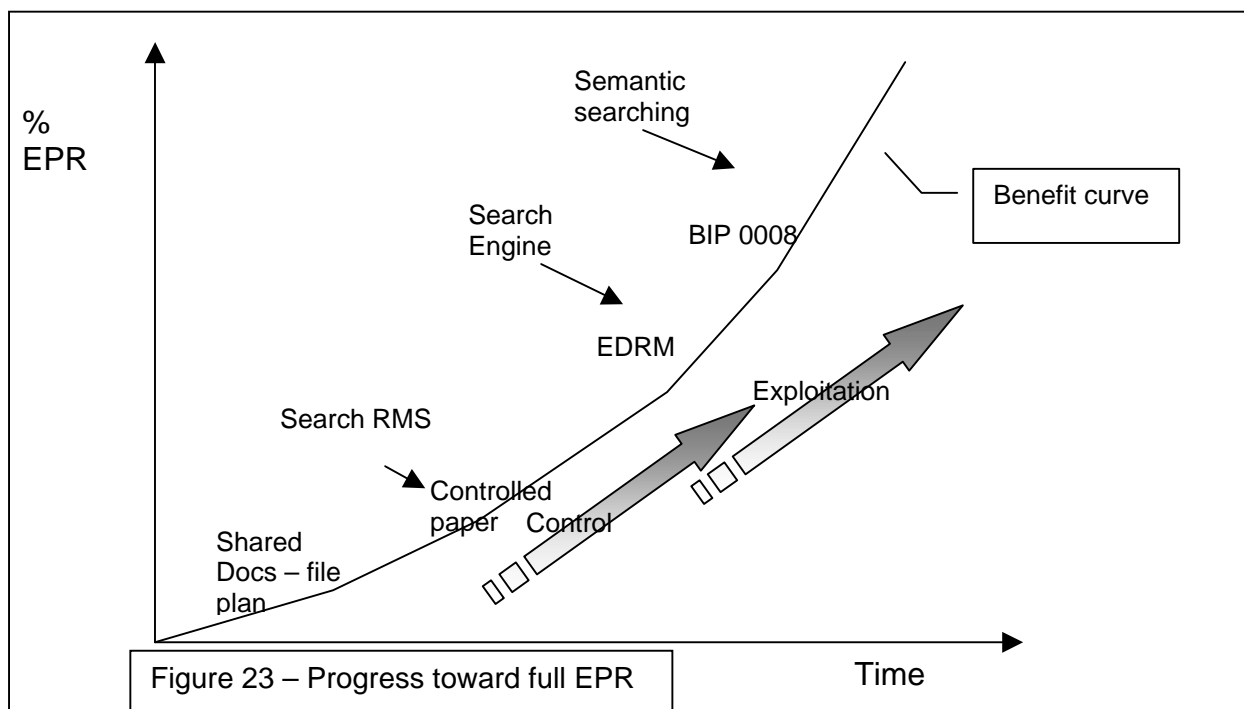 %
EPR
Semantic
searching
Benefit curve
Search
Engine
BIP 0008
EDRM
Exploitation
Search RMS
Controlled
paper
Control
Shared
Docs – file
plan
Time
Figure 23 – Progress toward full EPR